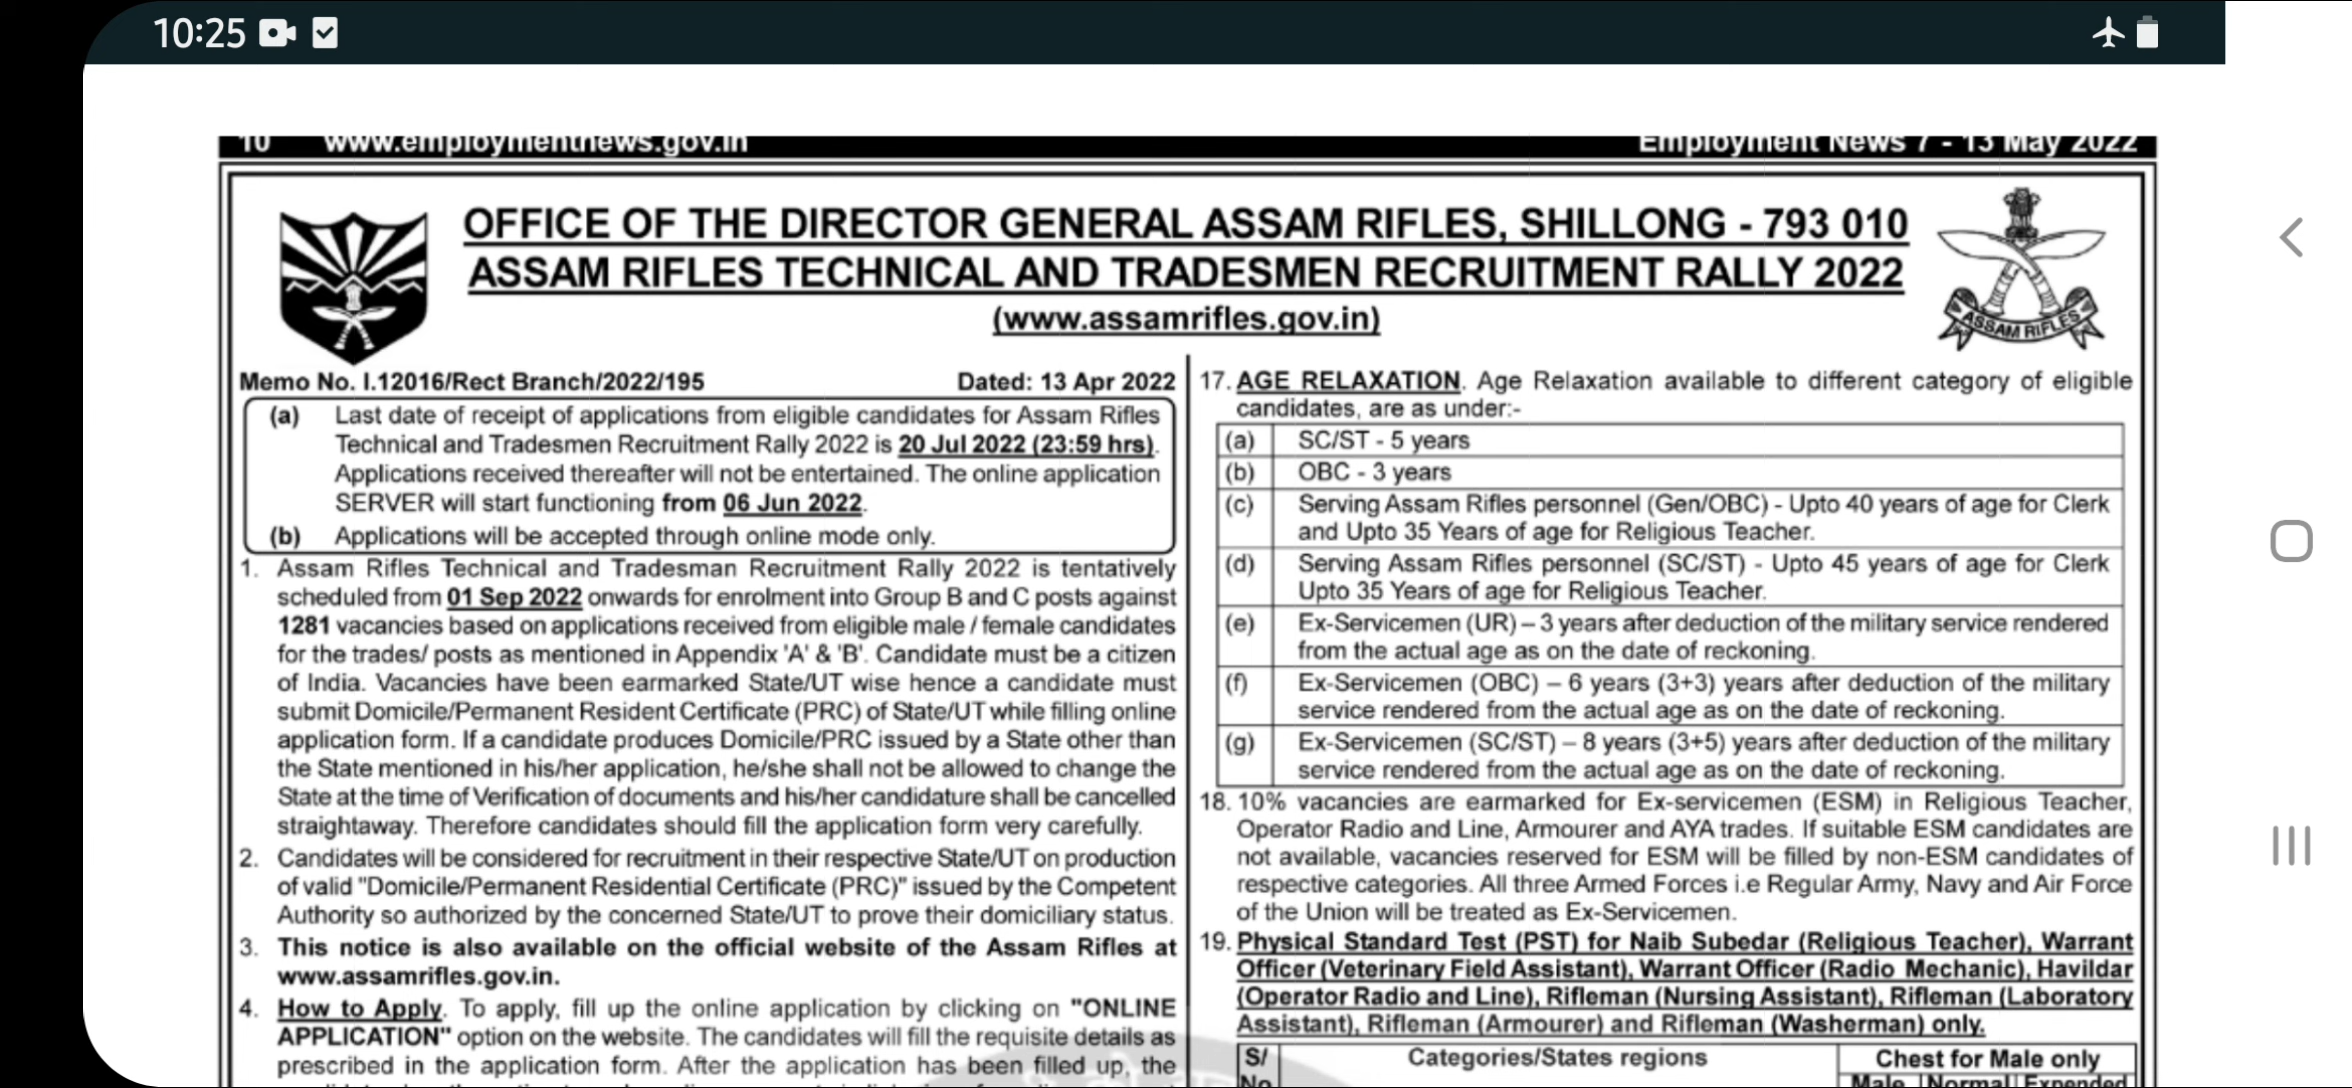 10:25
10 www.employmentnews.gov.in Employment News 7 - 13 May 2022
OFFICE OF THE DIRECTOR GENERAL ASSAM RIFLES, SHILLONG - 793 010
ASSAM RIFLES TECHNICAL AND TRADESMEN RECRUITMENT RALLY 2022
(www.assamrifles.gov.in)
ASSAM RIFLES
Memo No. I.12016/Rect Branch/2022/195 Dated: 13 Apr 2022
(a) Last date of receipt of applications from eligible candidates for Assam Rifles
Technical and Tradesmen Recruitment Rally 2022 is 20 Jul 2022 (23:59 hrs).
Applications received thereafter will not be entertained. The online application
SERVER will start functioning from 06 Jun 2022.
(b) Applications will be accepted through online mode only.
1. Assam Rifles Technical and Tradesman Recruitment Rally 2022 is tentatively
scheduled from 01 Sep 2022 onwards for enrolment into Group B and C posts against
1281 vacancies based on applications received from eligible male / female candidates
for the trades/ posts as mentioned in Appendix 'A' & 'B'. Candidate must be a citizen
of India. Vacancies have been earmarked State/UT wise hence a candidate must
submit Domicile/Permanent Resident Certificate (PRC) of State/UT while filling online
application form. If a candidate produces Domicile/PRC issued by a State other than
the State mentioned in his/her application, he/she shall not be allowed to change the
State at the time of Verification of documents and his/her candidature shall be cancelled
straightaway. Therefore candidates should fill the application form very carefully.
2. Candidates will be considered for recruitment in their respective State/UT on production
of valid "Domicile/Permanent Residential Certificate (PRC)" issued by the Competent
Authority so authorized by the concerned State/UT to prove their domiciliary status.
3. This notice is also available on the official website of the Assam Rifles at
www.assamrifles.gov.in.
4. How to Apply. To apply, fill up the online application by clicking on "ONLINE
APPLICATION" option on the website. The candidates will fill the requisite details as
prescribed in the application form. After the application has been filled up, the
17. AGE RELAXATION. Age Relaxation available to different category of eligible
candidates, are as under:-
(a) SC/ST - 5 years
(b) OBC - 3 years
(c) Serving Assam Rifles personnel (Gen/OBC) - Upto 40 years of age for Clerk
and Upto 35 Years of age for Religious Teacher.
(d) Serving Assam Rifles personnel (SC/ST) - Upto 45 years of age for Clerk
Upto 35 Years of age for Religious Teacher.
(e) Ex-Servicemen (UR) – 3 years after deduction of the military service rendered
from the actual age as on the date of reckoning.
(f) Ex-Servicemen (OBC) – 6 years (3+3) years after deduction of the military
service rendered from the actual age as on the date of reckoning.
(g) Ex-Servicemen (SC/ST) – 8 years (3+5) years after deduction of the military
service rendered from the actual age as on the date of reckoning.
18. 10% vacancies are earmarked for Ex-servicemen (ESM) in Religious Teacher,
Operator Radio and Line, Armourer and AYA trades. If suitable ESM candidates are
not available, vacancies reserved for ESM will be filled by non-ESM candidates of
respective categories. All three Armed Forces i.e Regular Army, Navy and Air Force
of the Union will be treated as Ex-Servicemen.
19. Physical Standard Test (PST) for Naib Subedar (Religious Teacher), Warrant
Officer (Veterinary Field Assistant), Warrant Officer (Radio Mechanic), Havildar
(Operator Radio and Line), Rifleman (Nursing Assistant), Rifleman (Laboratory
Assistant), Rifleman (Armourer) and Rifleman (Washerman) only.
S/ Categories/States regions Chest for Male only
No Male Normal Expended